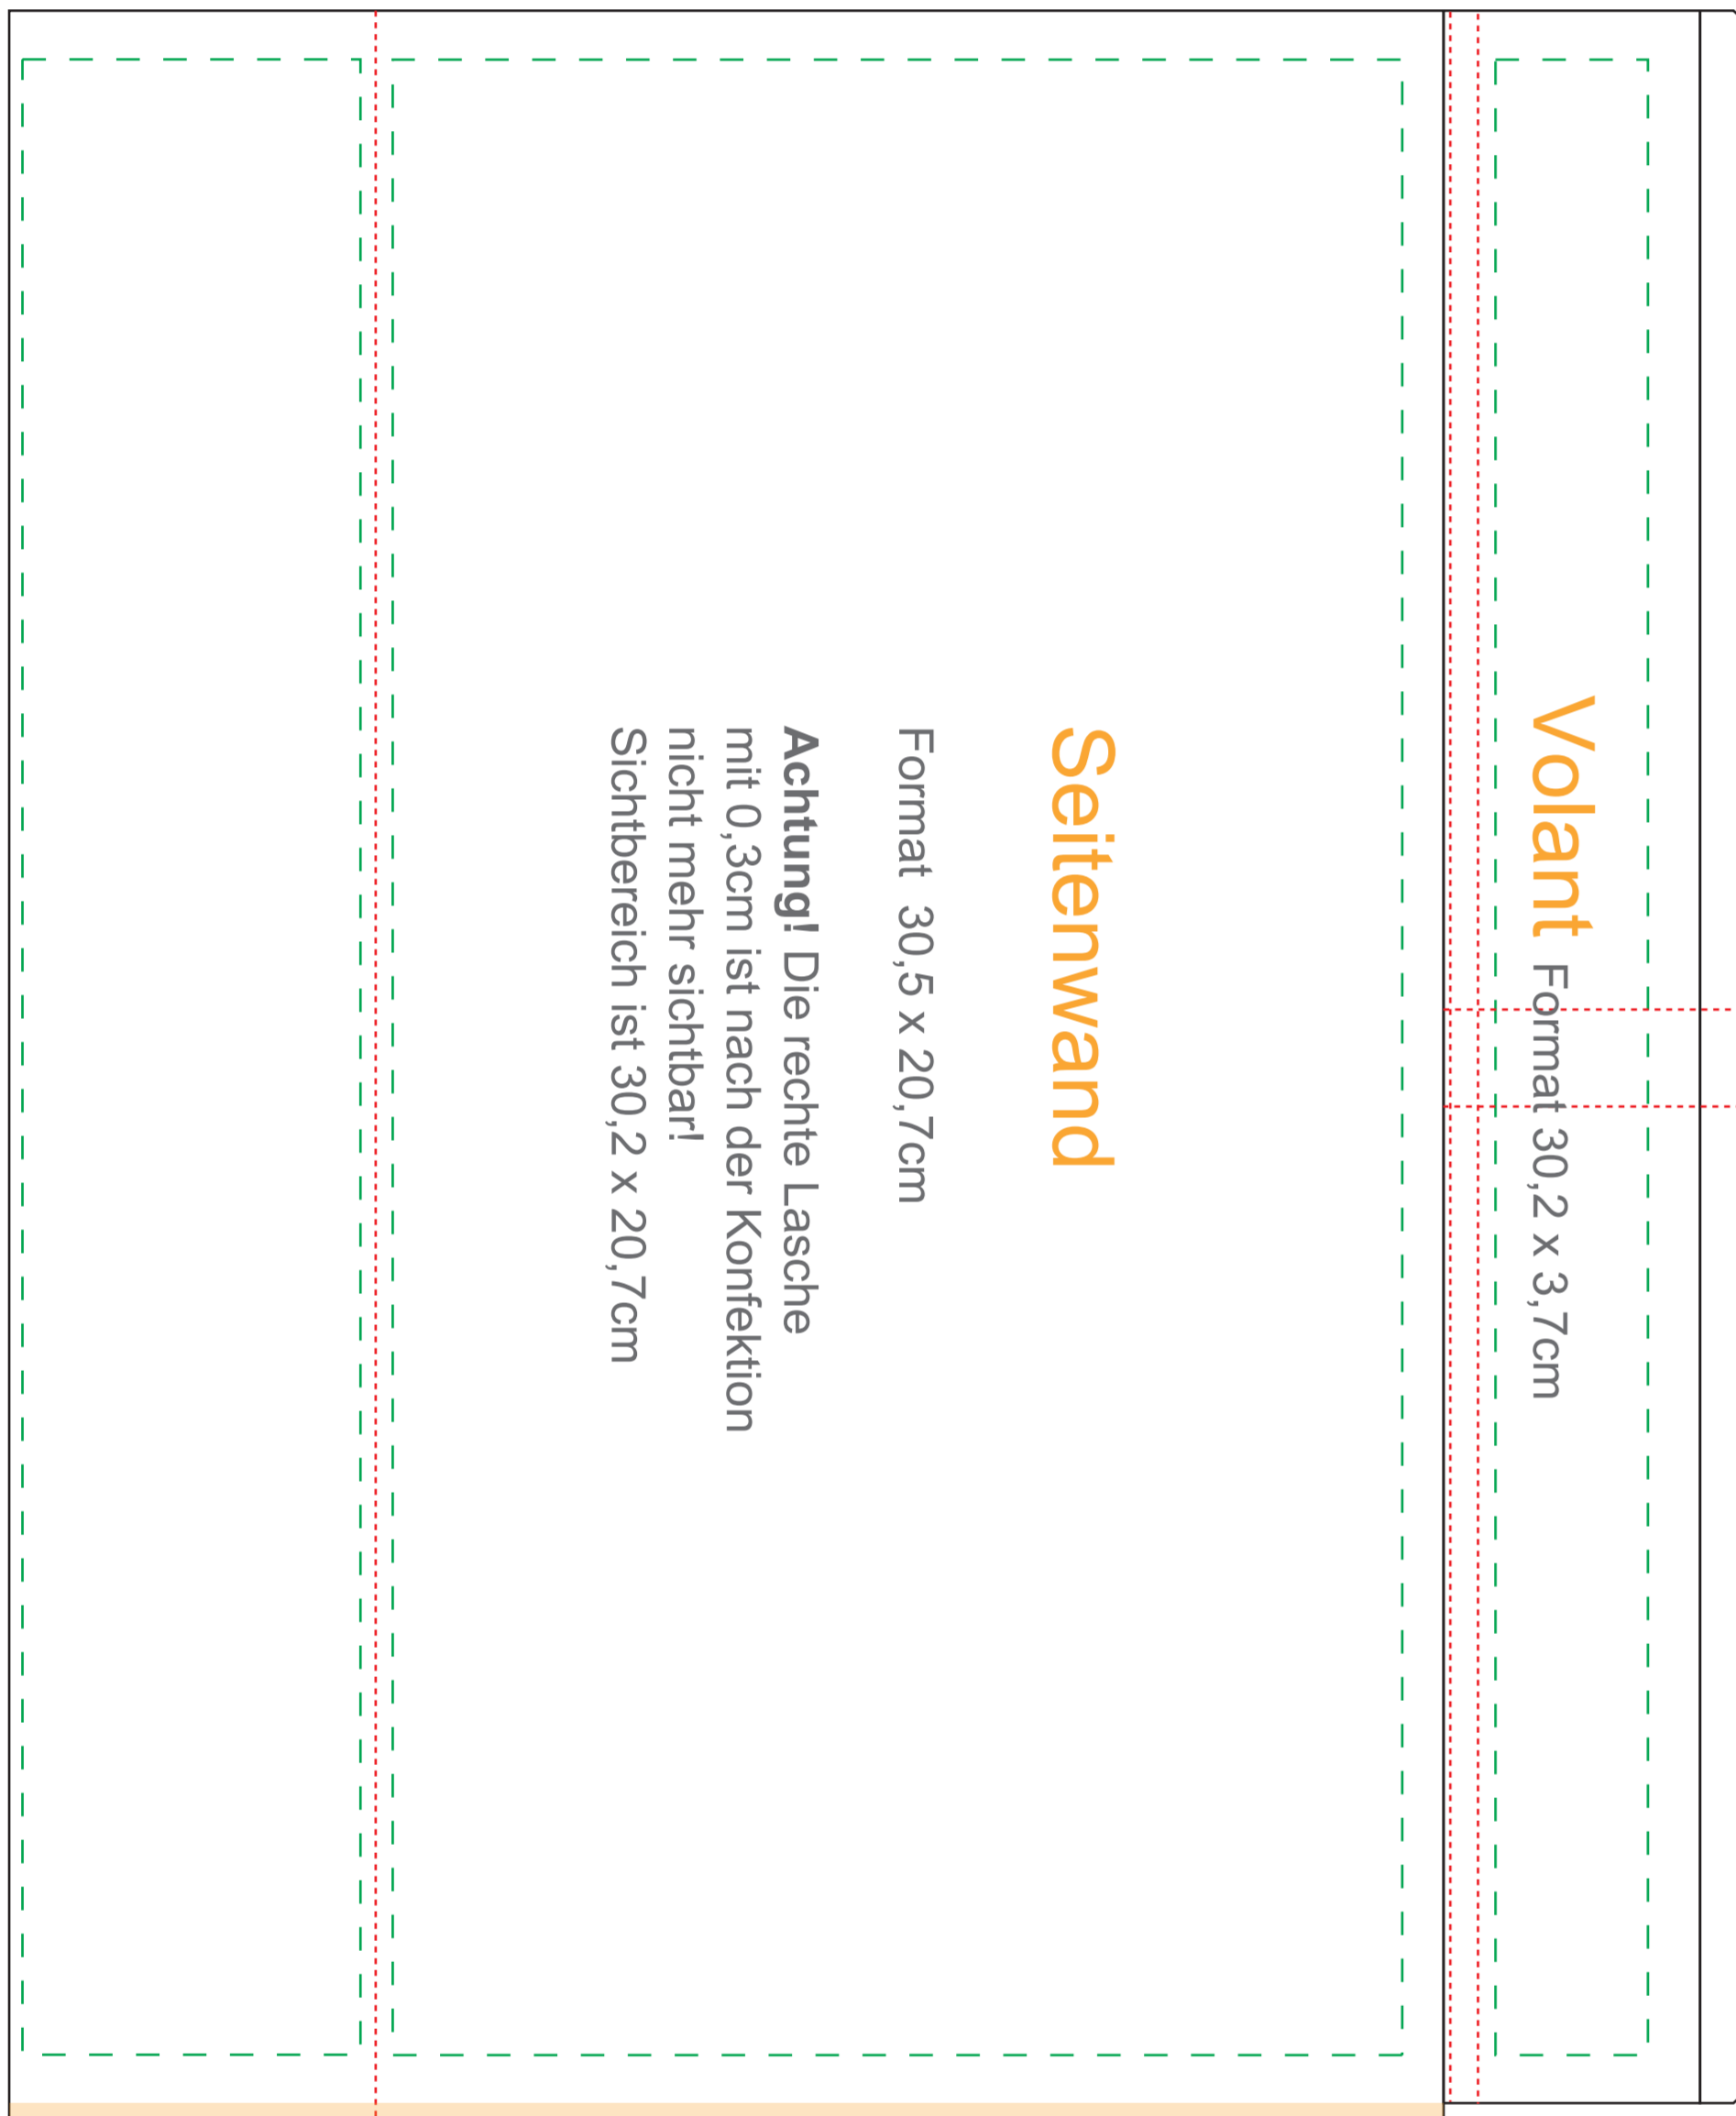 Vollant Format 30,2 x 3,7cm
Seitenwand
Format 30,5 x 20,7cm
Achtung! Die rechte Lasche
mit 0,3cm ist nach der Konfektion
nicht mehr sichtbar!
Sichtbereich ist 30,2 x 20,7cm